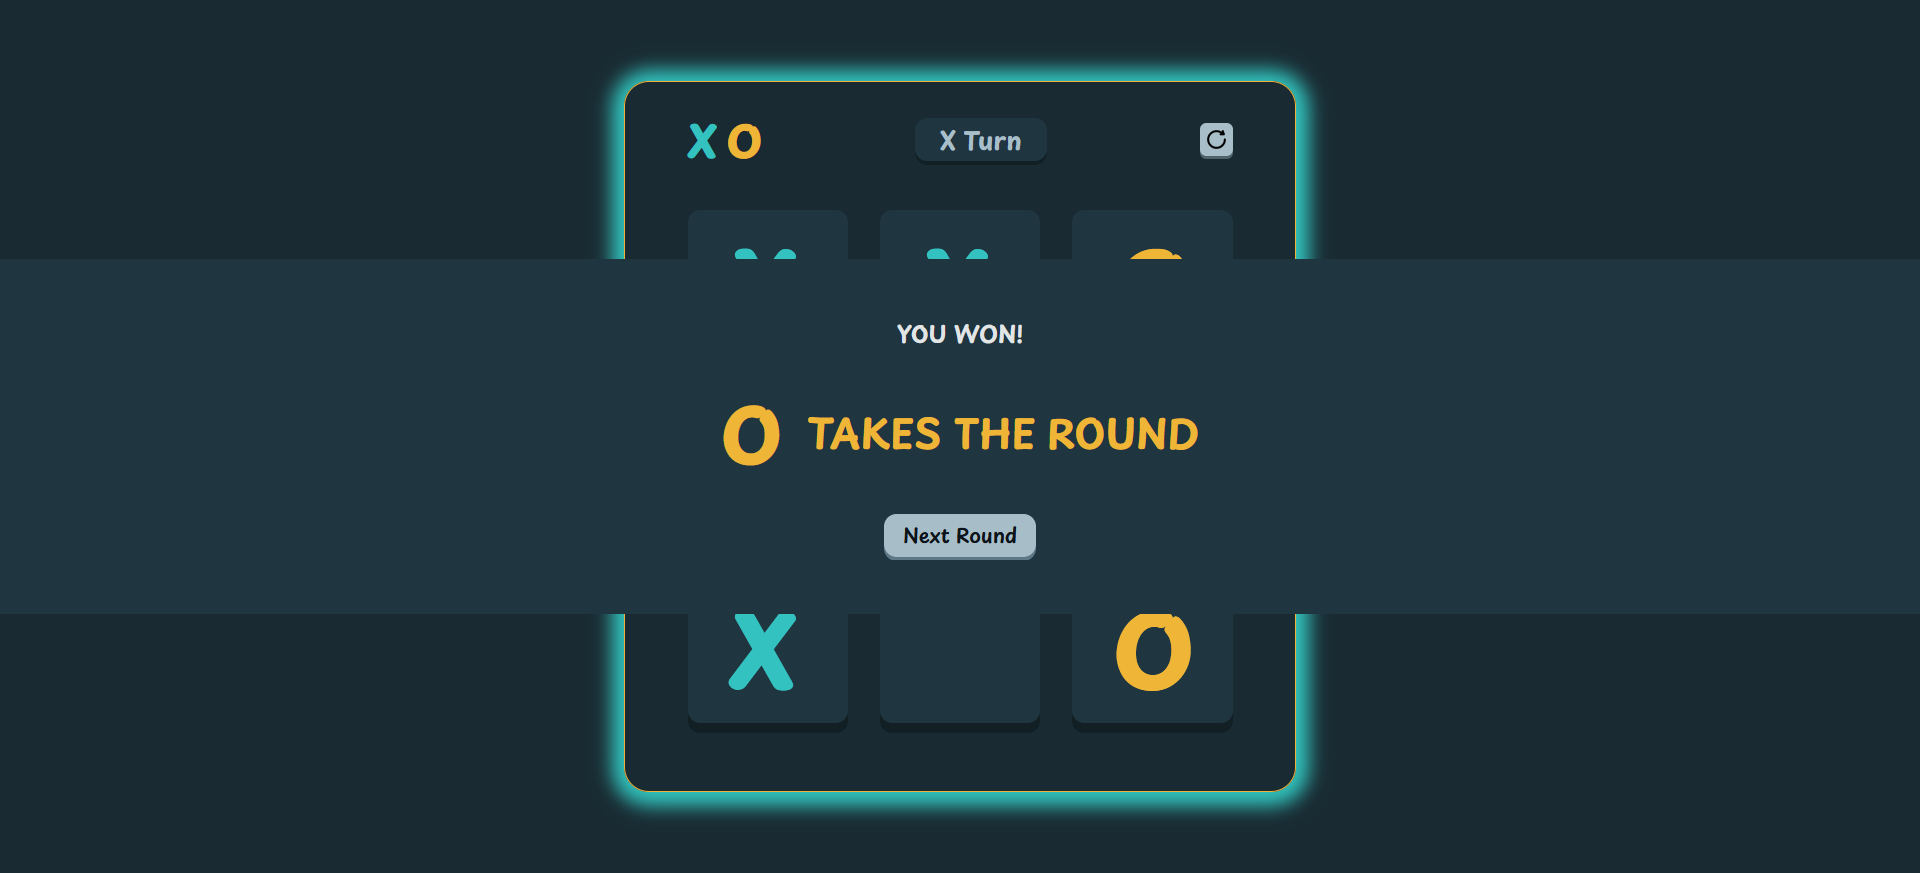 X O
X Turn
X X O
YOU WON!
O TAKES THE ROUND
Next Round
X O